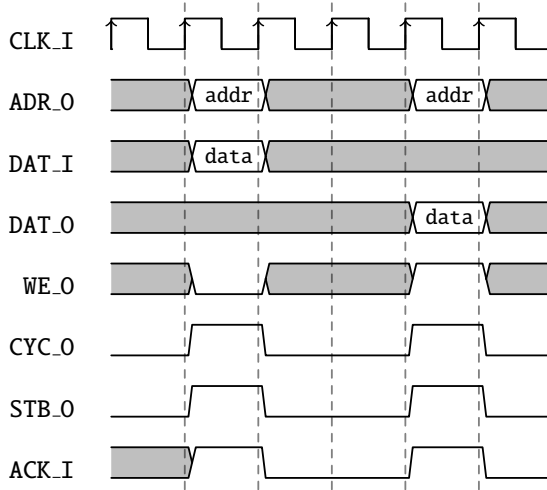 CLK_I
ADR_O addr addr
DAT_I data
DAT_O data
WE_O
CYC_O
STB_O
ACK_I